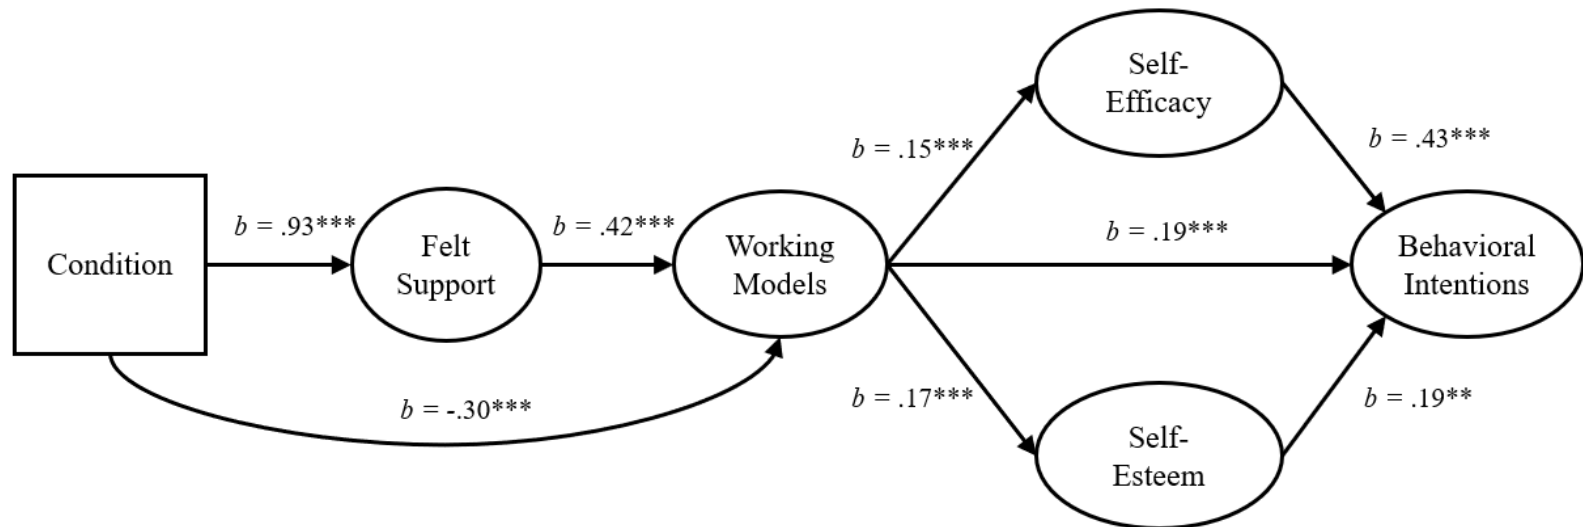 Self-
Efficacy
b = .15***
b = .43***
Condition
b = .93***
Felt
Support
b = .42***
Working
Models
b = .19***
Behavioral
Intentions
b = -.30***
b = .17***
b = .19**
Self-
Esteem